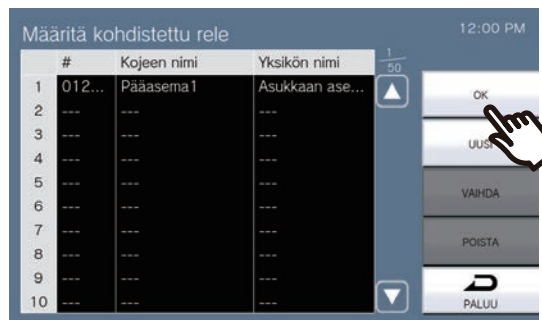 Määritä kohdistettu rele 12:00 PM
# Kojeen nimi Yksikön nimi 1/50
1 012... Pääasema1 Asukkaan ase...
2 --- --- ---
3 --- --- ---
4 --- --- ---
5 --- --- ---
6 --- --- ---
7 --- --- ---
8 --- --- ---
9 --- --- ---
10 --- --- ---
OK
UUSI
VAIHDA
POISTA
PALUU